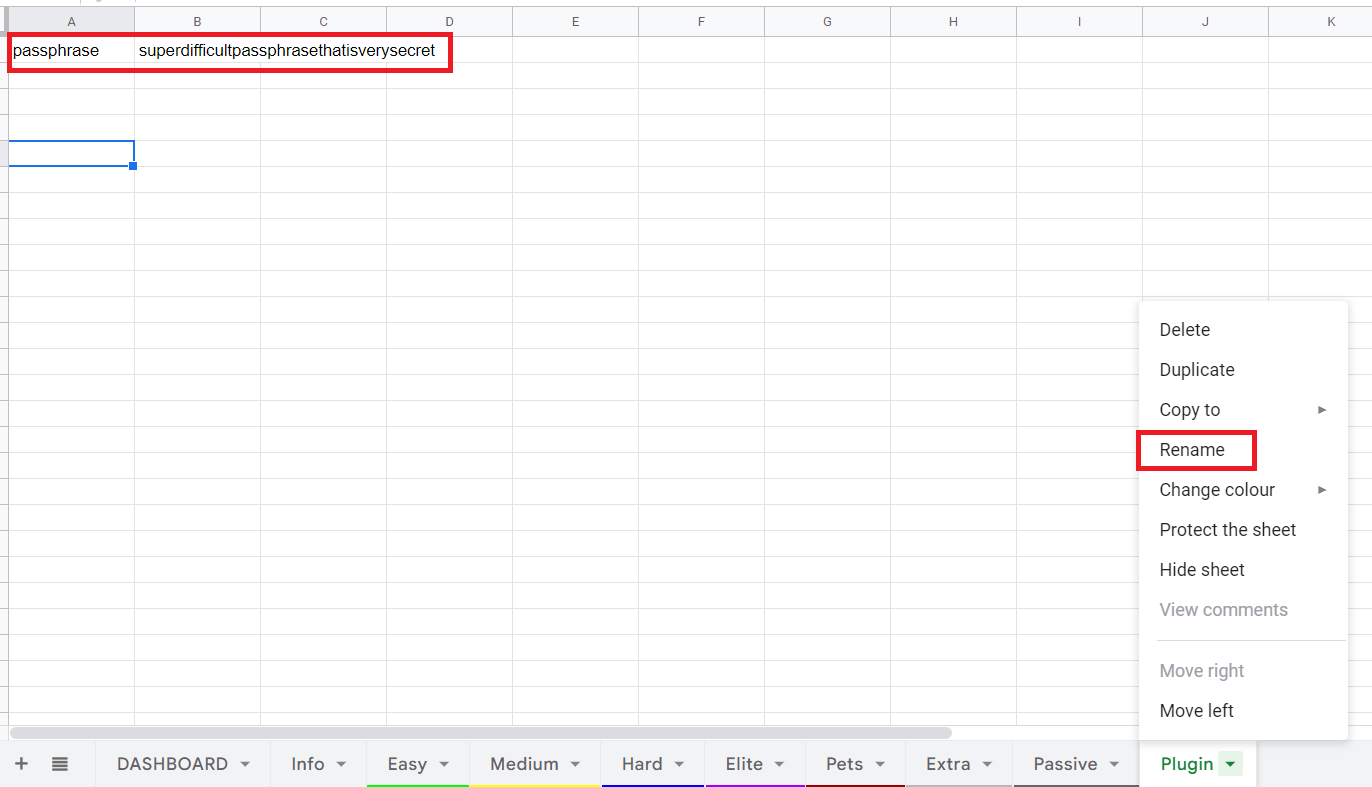 A B C D E F G H I J K
passphrase superdifficultpassphrasethatisverysecret
Delete
Duplicate
Copy to
Rename
Change colour
Protect the sheet
Hide sheet
View comments
Move right
Move left
DASHBOARD Info Easy Medium Hard Elite Pets Extra Passive Plugin